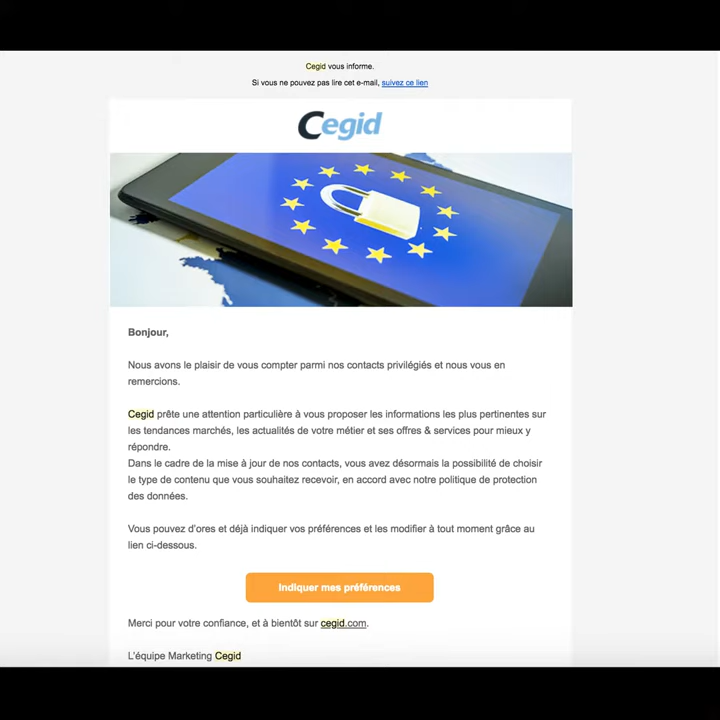 Cegid vous informe.
Si vous ne pouvez pas lire cet e-mail, suivez ce lien
Cegid
Bonjour,
Nous avons le plaisir de vous compter parmi nos contacts privilégiés et nous vous en
remercions.
Cegid prête une attention particulière à vous proposer les informations les plus pertinentes sur
les tendances marchés, les actualités de votre métier et ses offres & services pour mieux y
répondre.
Dans le cadre de la mise à jour de nos contacts, vous avez désormais la possibilité de choisir
le type de contenu que vous souhaitez recevoir, en accord avec notre politique de protection
des données.
Vous pouvez d'ores et déjà indiquer vos préférences et les modifier à tout moment grâce au
lien ci-dessous.
Indiquer mes préférences
Merci pour votre confiance, et à bientôt sur cegid.com.
L'équipe Marketing Cegid